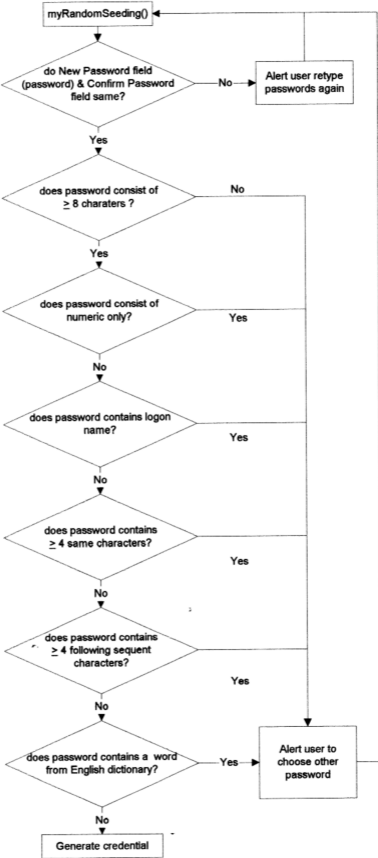 myRandomSeeding()
do New Password field
(password) & Confirm Password
field same?
No
Alert user retype
passwords again
Yes
does password consist of
≥ 8 charaters ?
No
Yes
does password consist of
numeric only?
Yes
No
does password contains logon
name?
Yes
No
does password contains
≥ 4 same characters?
Yes
No
does password contains
≥ 4 following sequent
characters?
Yes
No
does password contains a word
from English dictionary?
Yes
Alert user to
choose other
password
No
Generate credential